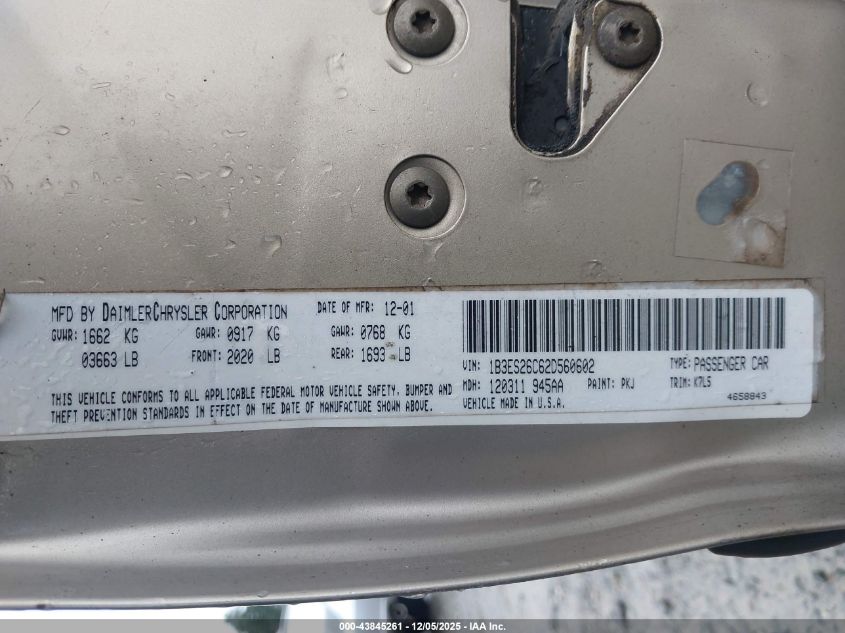 MFD BY DAIMLERCHRYSLER CORPORATION DATE OF MFR: 12-01
GVWR: 1662 KG GAWR: 0917 KG GAWR: 0768 KG
03663 LB FRONT: 2020 LB REAR: 1693 LB
THIS VEHICLE CONFORMS TO ALL APPLICABLE FEDERAL MOTOR VEHICLE SAFETY, BUMPER AND
THEFT PREVENTION STANDARDS IN EFFECT ON THE DATE OF MANUFACTURE SHOWN ABOVE.
VIN: 1B3ES26C62D560602 TYPE: PASSENGER CAR
MDH: 120311 945AA PAINT: PKJ TRIM: K7L5
VEHICLE MADE IN U.S.A. 4658843
000-43845261 - 12/05/2025 - IAA Inc.